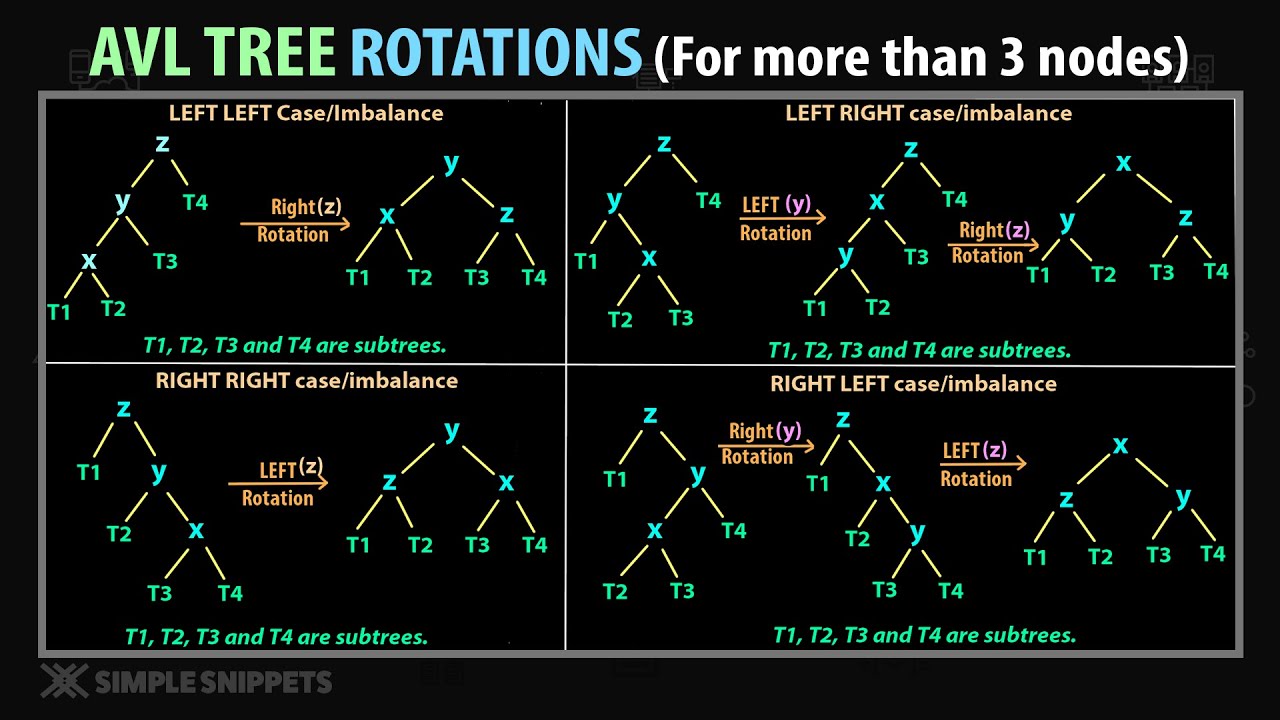 AVL TREE ROTATIONS (For more than 3 nodes)
LEFT LEFT Case/Imbalance
z
y
T4
x
T3
T1
T2
Right(z)
Rotation
y
x
z
T1
T2
T3
T4
T1, T2, T3 and T4 are subtrees.
LEFT RIGHT case/imbalance
z
y
T4
T1
x
T2
T3
LEFT (y)
Rotation
z
x
T4
y
T3
T1
T2
Right(z)
Rotation
x
y
z
T1
T2
T3
T4
T1, T2, T3 and T4 are subtrees.
RIGHT RIGHT case/imbalance
z
T1
y
T2
x
T3
T4
LEFT(z)
Rotation
y
z
x
T1
T2
T3
T4
T1, T2, T3 and T4 are subtrees.
RIGHT LEFT case/imbalance
z
T1
y
x
T4
T2
T3
Right(y)
Rotation
z
T1
x
T2
y
T3
T4
LEFT(z)
Rotation
x
z
y
T1
T2
T3
T4
T1, T2, T3 and T4 are subtrees.
SIMPLE SNIPPETS